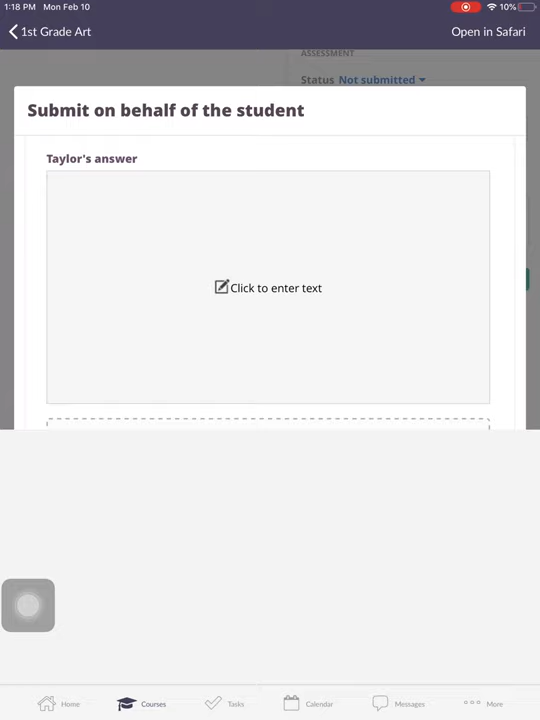 1:18 PM Mon Feb 10
10%
1st Grade Art
Open in Safari
ASSESSMENT
Status Not submitted
Submit on behalf of the student
Taylor's answer
Click to enter text
Home
Courses
Tasks
Calendar
Messages
More